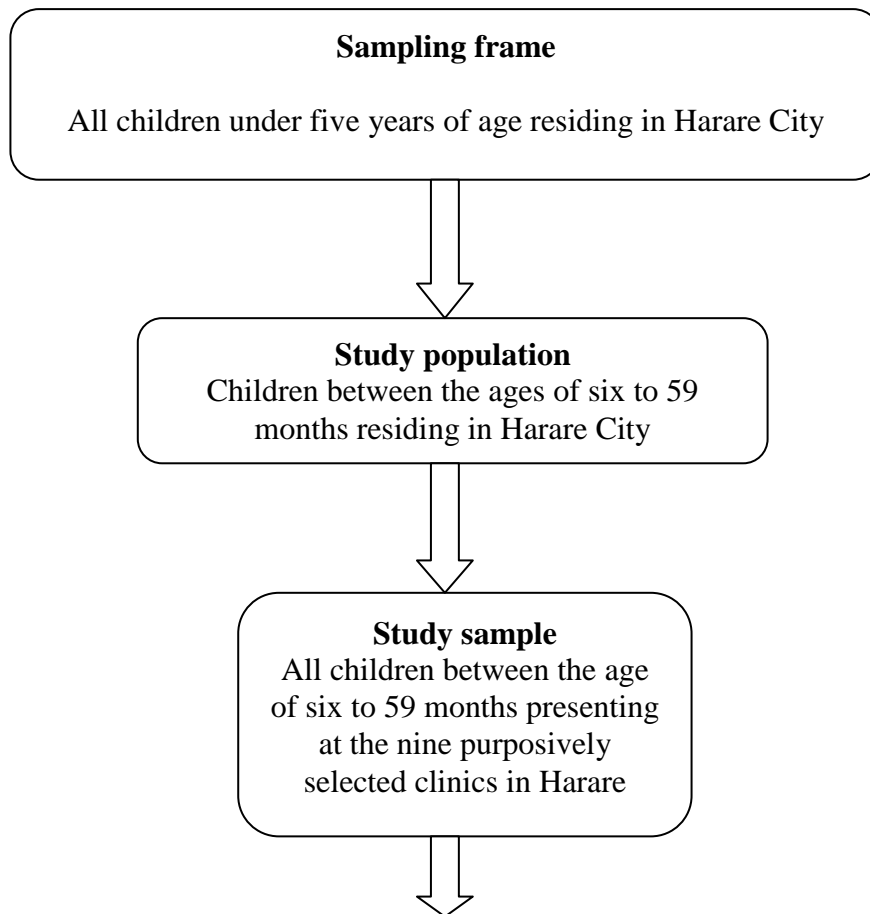 Sampling frame
All children under five years of age residing in Harare City
Study population
Children between the ages of six to 59
months residing in Harare City
Study sample
All children between the age
of six to 59 months presenting
at the nine purposively
selected clinics in Harare